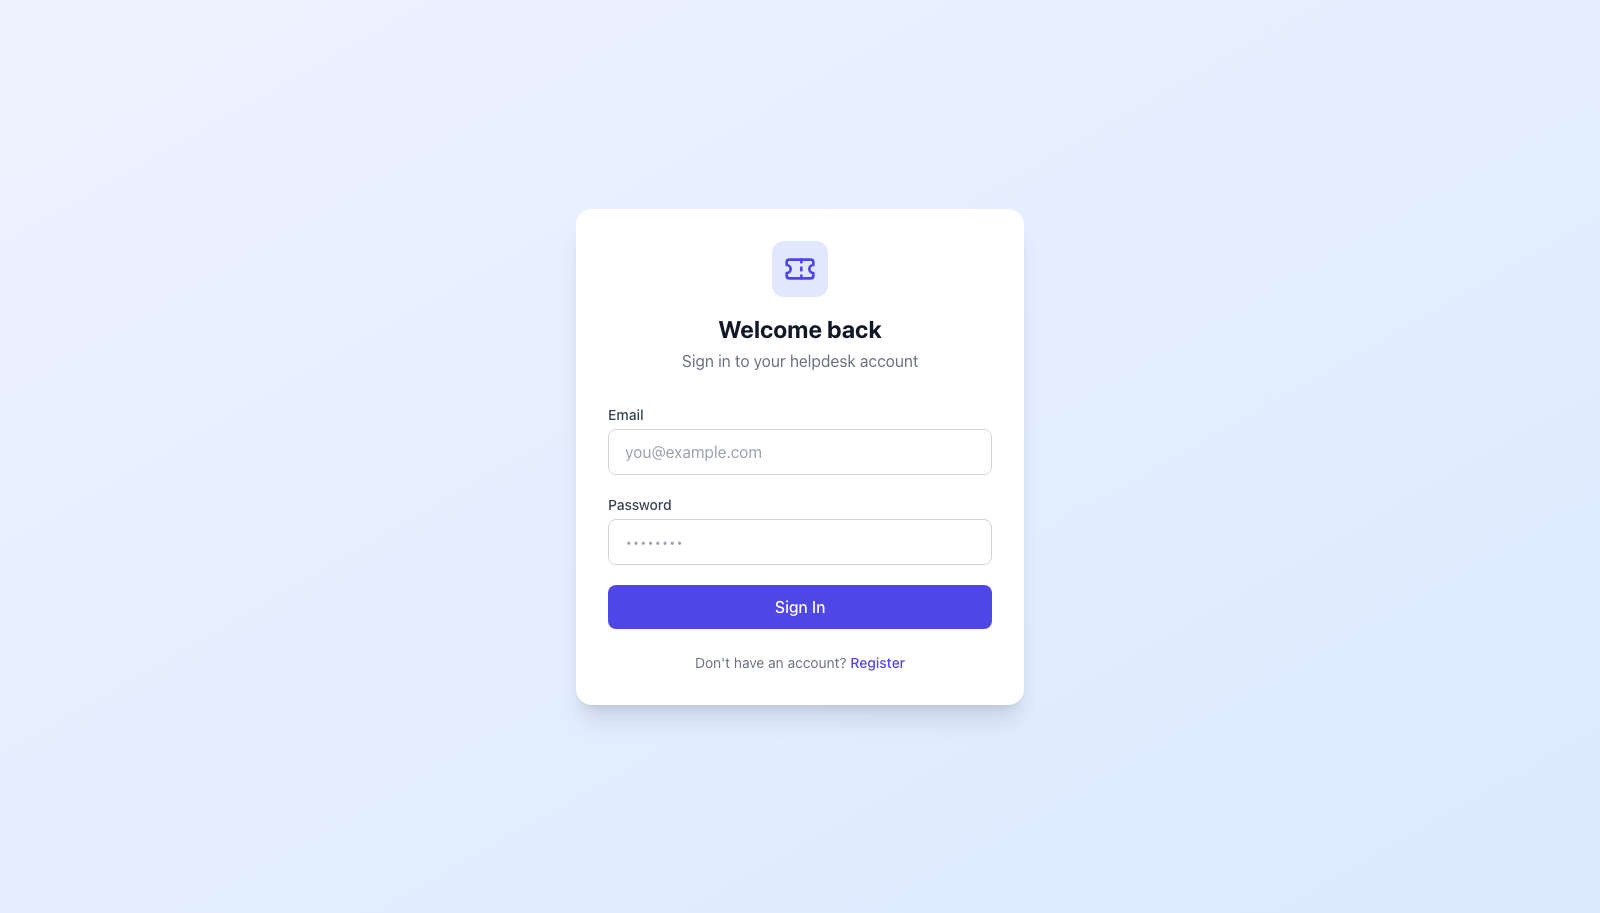 Welcome back
Sign in to your helpdesk account
Email
you@example.com
Password
••••••••
Sign In
Don't have an account? Register